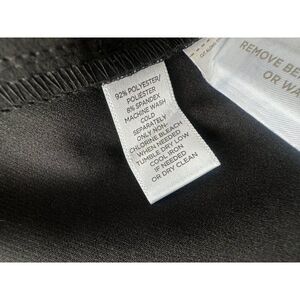 92% POLYESTER/
POLIESTER
8% SPANDEX
MACHINE WASH
COLD
SEPARATELY
ONLY NON-
CHLORINE BLEACH
WHEN NEEDED
TUMBLE DRY LOW
COOL IRON
IF NEEDED
OR DRY CLEAN
REMOVE BE
OR WA